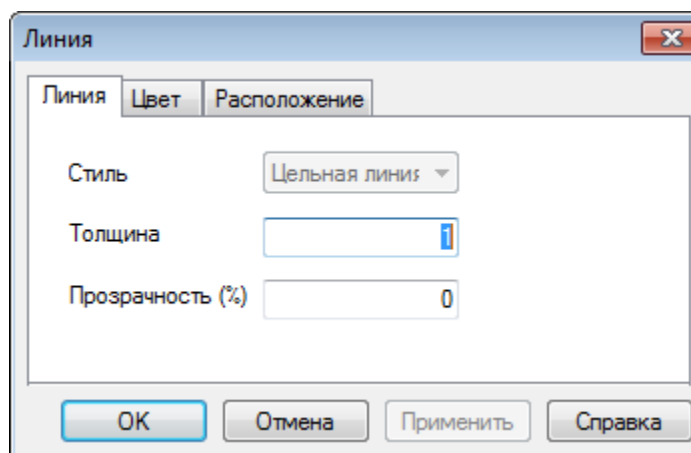 Линия
Линия Цвет Расположение
Стиль Цельная линия
Толщина 1
Прозрачность (%) 0
OK Отмена Применить Справка